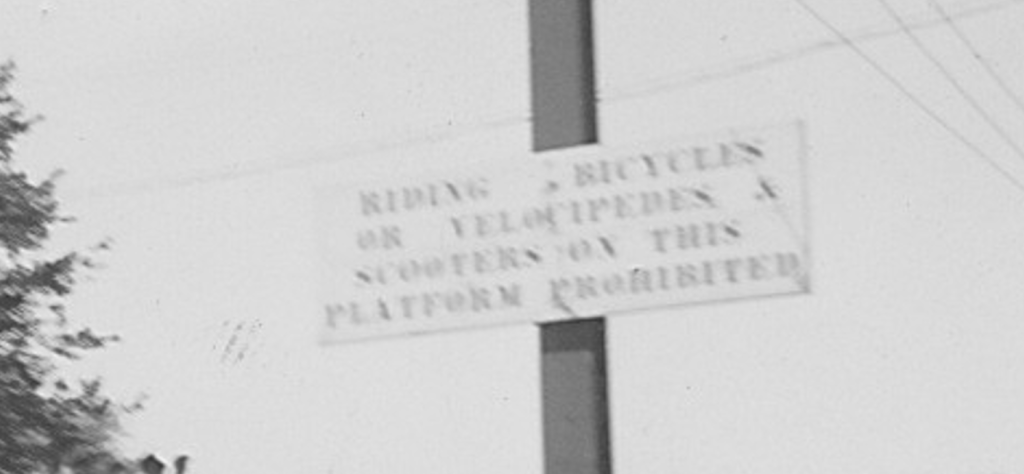 RIDING BICYCLES
OR VELOCIPEDES &
SCOOTERS ON THIS
PLATFORM PROHIBITED